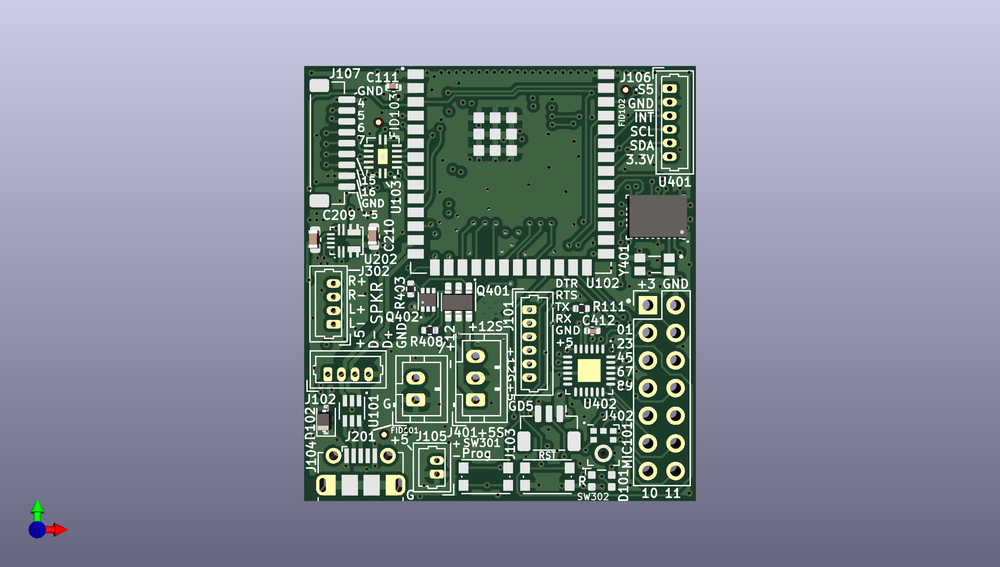 J107
C111
GND
4
5
6
7
FID103
15
16
GND
+5
U103
J106
S5
GND
INT
SCL
SDA
3.3V
FID102
U401
C209
C210
U202
J302
R+
R-
L+
L-
SPKR
+5
D-
D+
GND
R403
Q401
Q402
R408
+12
+12S
J101
DTR
RTS
TX
RX
GND
+5
U102
R111
C412
Y401
+3 GND
01
23
45
67
89
U402
J402
GD5
J102
D102
U101
G
J201
FID101
+5
J105
J401
+5S
+
SW301
-
Prog
J103
RST
J104
G
R
SW302
D101
MIC101
10 11